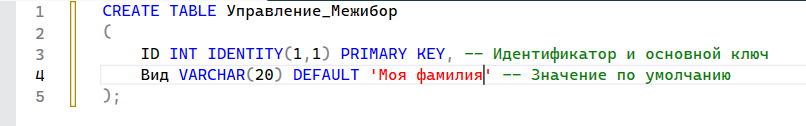 1 CREATE TABLE Управление_Межибор
2 (
3 ID INT IDENTITY(1,1) PRIMARY KEY, -- Идентификатор и основной ключ
4 Вид VARCHAR(20) DEFAULT 'Моя фамилия' -- Значение по умолчанию
5 );